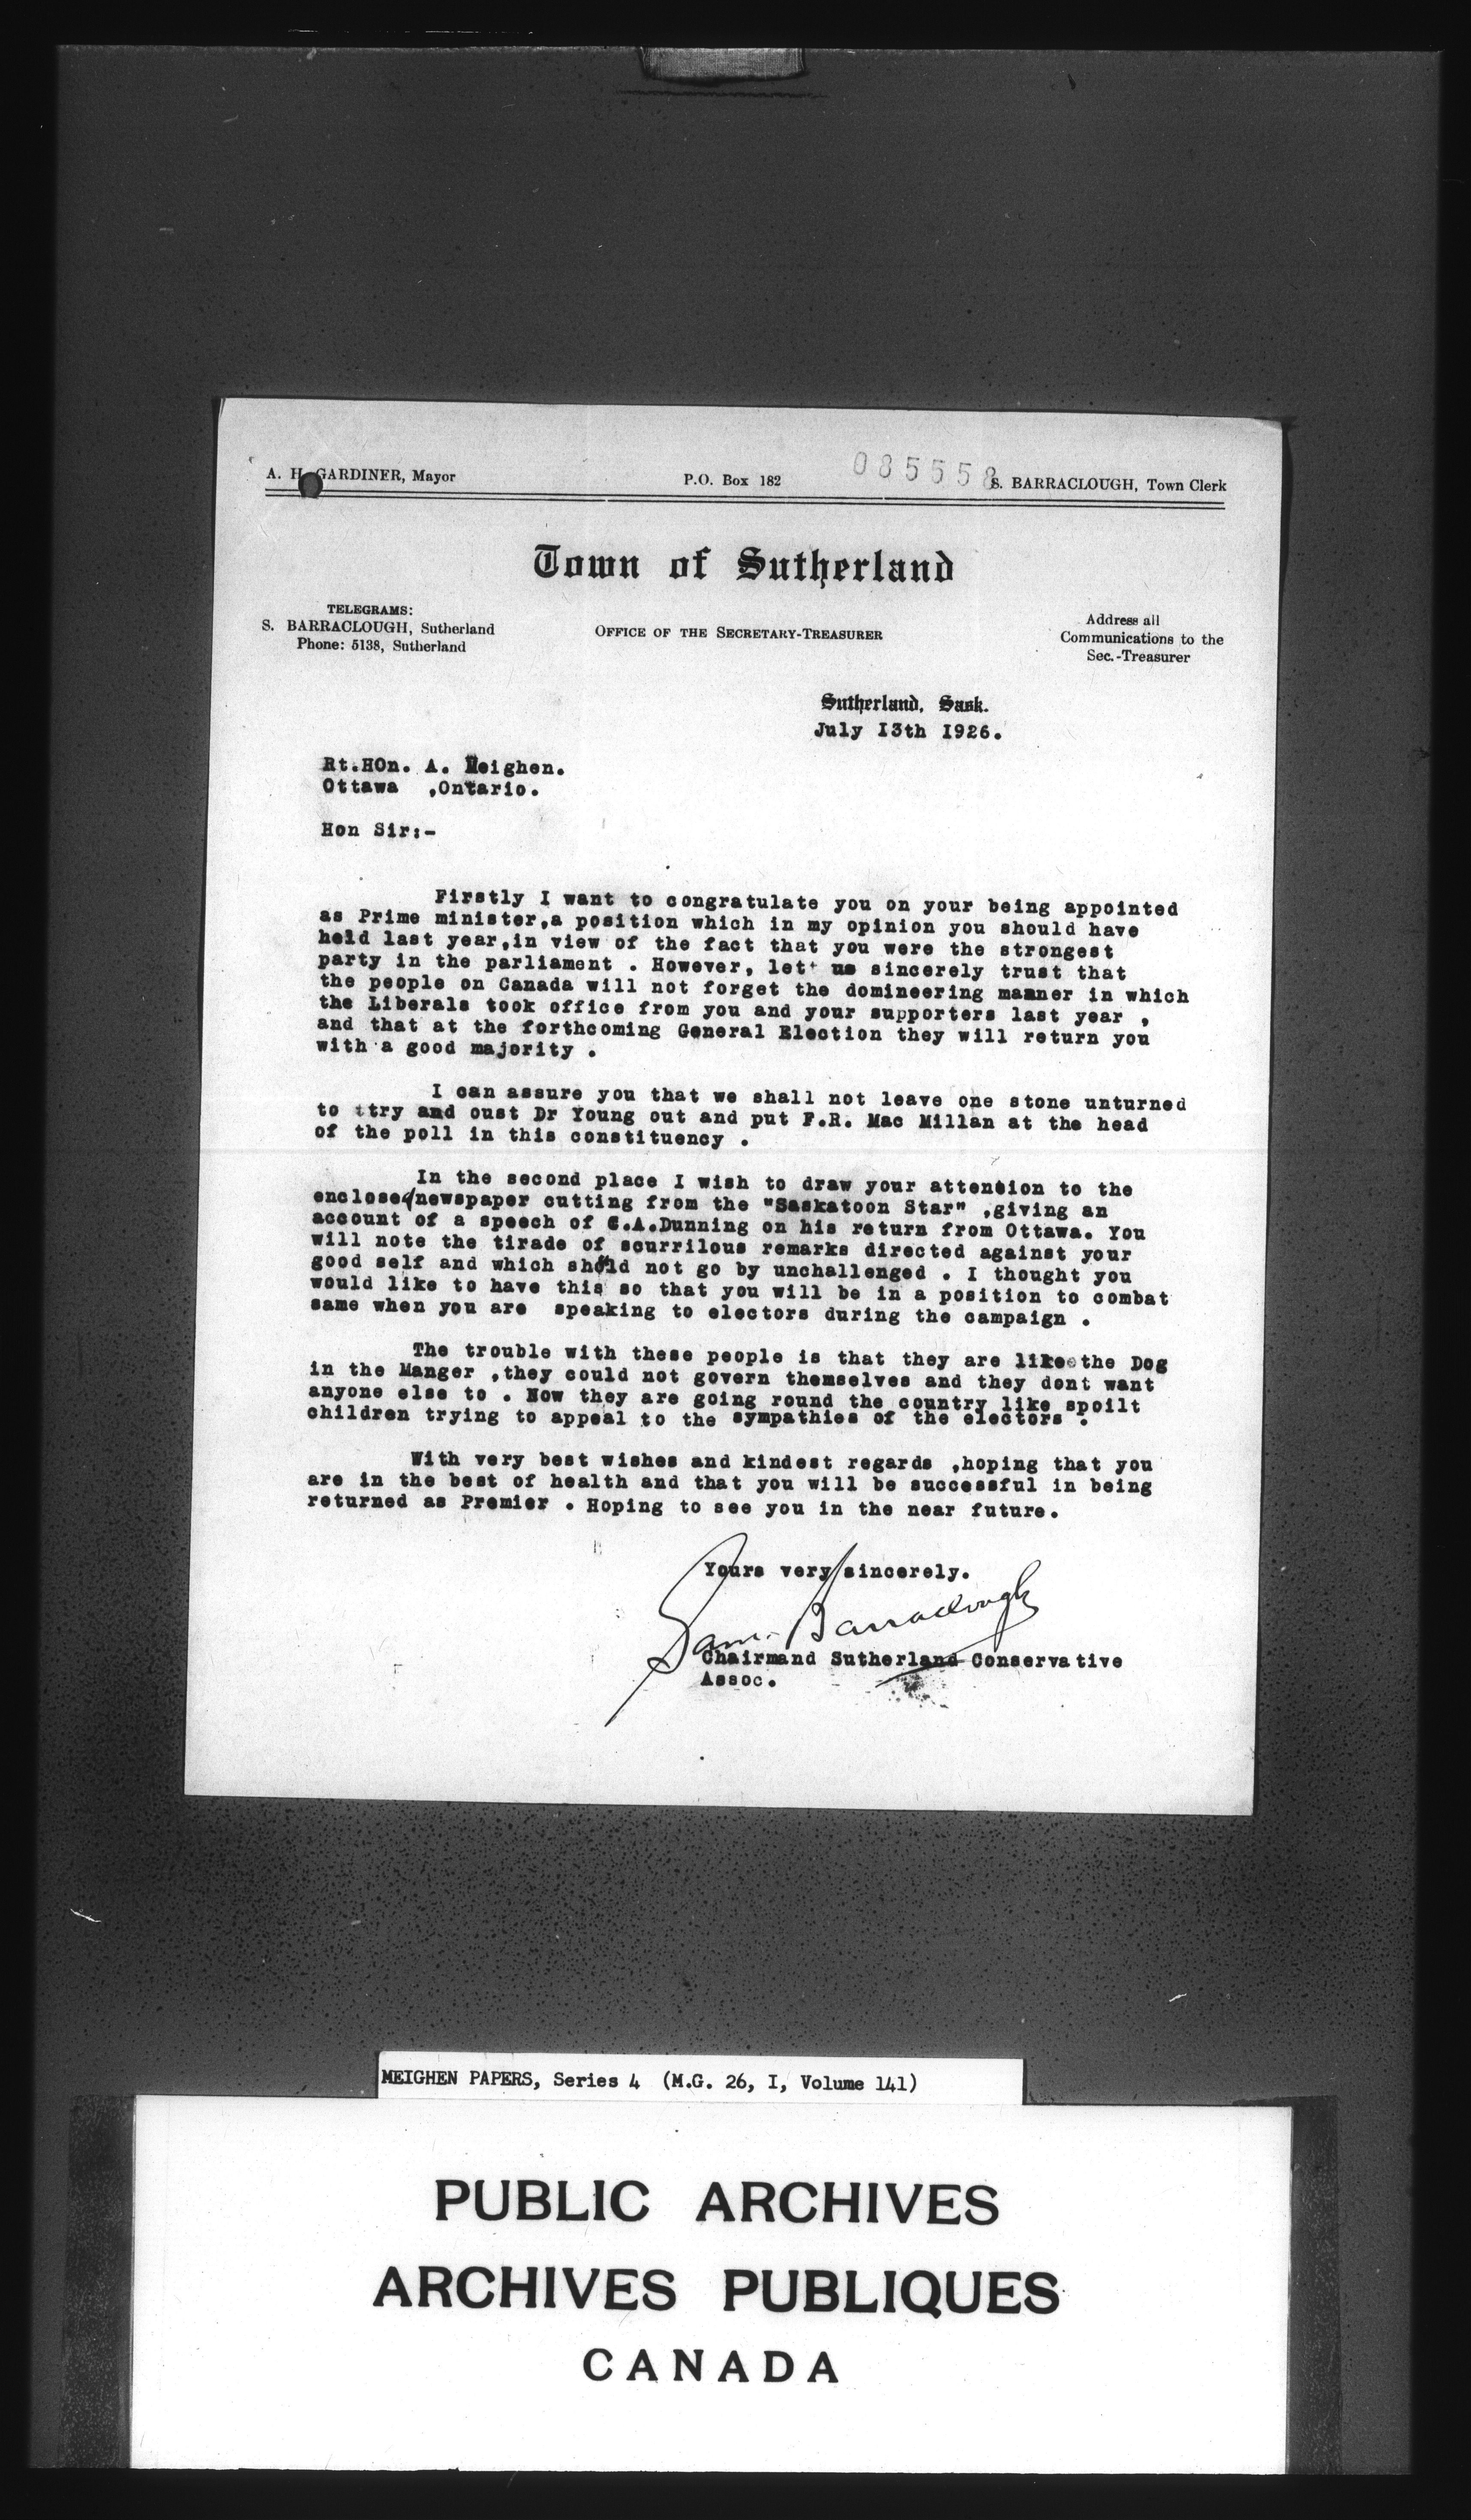 A. H. GARDINER, Mayor P.O. Box 182 085558 S. BARRACLOUGH, Town Clerk
Town of Sutherland
TELEGRAMS:
S. BARRACLOUGH, Sutherland
Phone: 5138, Sutherland
OFFICE OF THE SECRETARY-TREASURER
Address all
Communications to the
Sec.-Treasurer
Sutherland, Sask.
July 13th 1926.
Rt.HOn. A. Meighen.
Ottawa ,Ontario.
Hon Sir:-
Firstly I want to congratulate you on your being appointed
as Prime minister,a position which in my opinion you should have
held last year,in view of the fact that you were the strongest
party in the parliament . However, let us sincerely trust that
the people on Canada will not forget the domineering manner in which
the Liberals took office from you and your supporters last year ,
and that at the forthcoming General Election they will return you
with a good majority .
I can assure you that we shall not leave one stone unturned
to ttry and oust Dr Young out and put F.R. Mac Millan at the head
of the poll in this constituency .
In the second place I wish to draw your attention to the
enclosed newspaper cutting from the "Saskatoon Star" ,giving an
account of a speech of C.A.Dunning on his return from Ottawa. You
will note the tirade of scurrilous remarks directed against your
good self and which should not go by unchallenged . I thought you
would like to have this so that you will be in a position to combat
same when you are speaking to electors during the campaign .
The trouble with these people is that they are like the Dog
in the Manger ,they could not govern themselves and they dont want
anyone else to . Now they are going round the country like spoilt
children trying to appeal to the sympathies of the electors .
With very best wishes and kindest regards ,hoping that you
are in the best of health and that you will be successful in being
returned as Premier . Hoping to see you in the near future.
Yours very sincerely.
Sam. Barraclough
Chairmand Sutherland Conservative
Assoc.
MEIGHEN PAPERS, Series 4 (M.G. 26, I, Volume 141)
PUBLIC ARCHIVES
ARCHIVES PUBLIQUES
CANADA